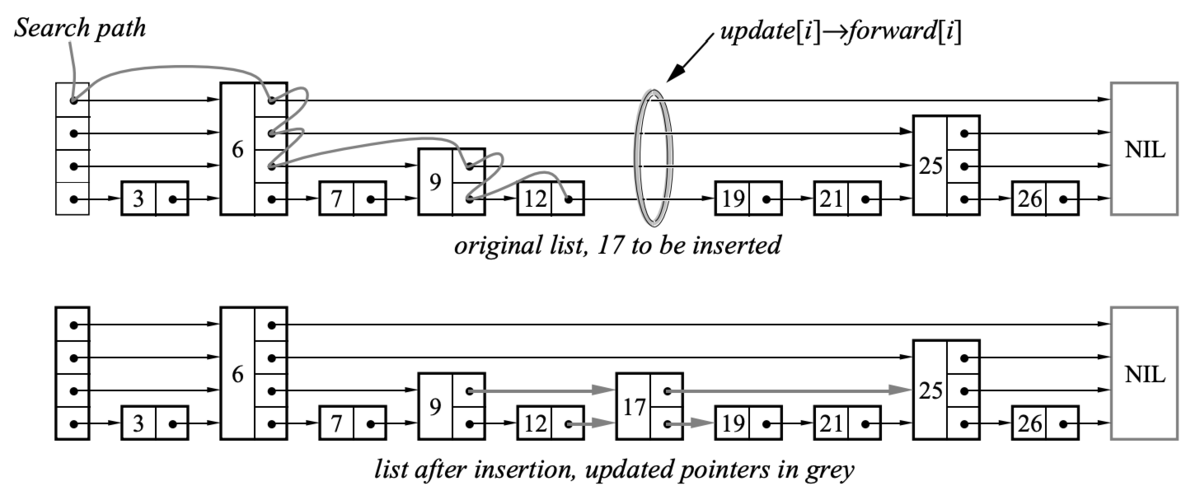 Search path
update[i]→forward[i]
6 NIL
25
9
3 7 12 19 21 26
original list, 17 to be inserted
6 NIL
25
9 17
3 7 12 19 21 26
list after insertion, updated pointers in grey